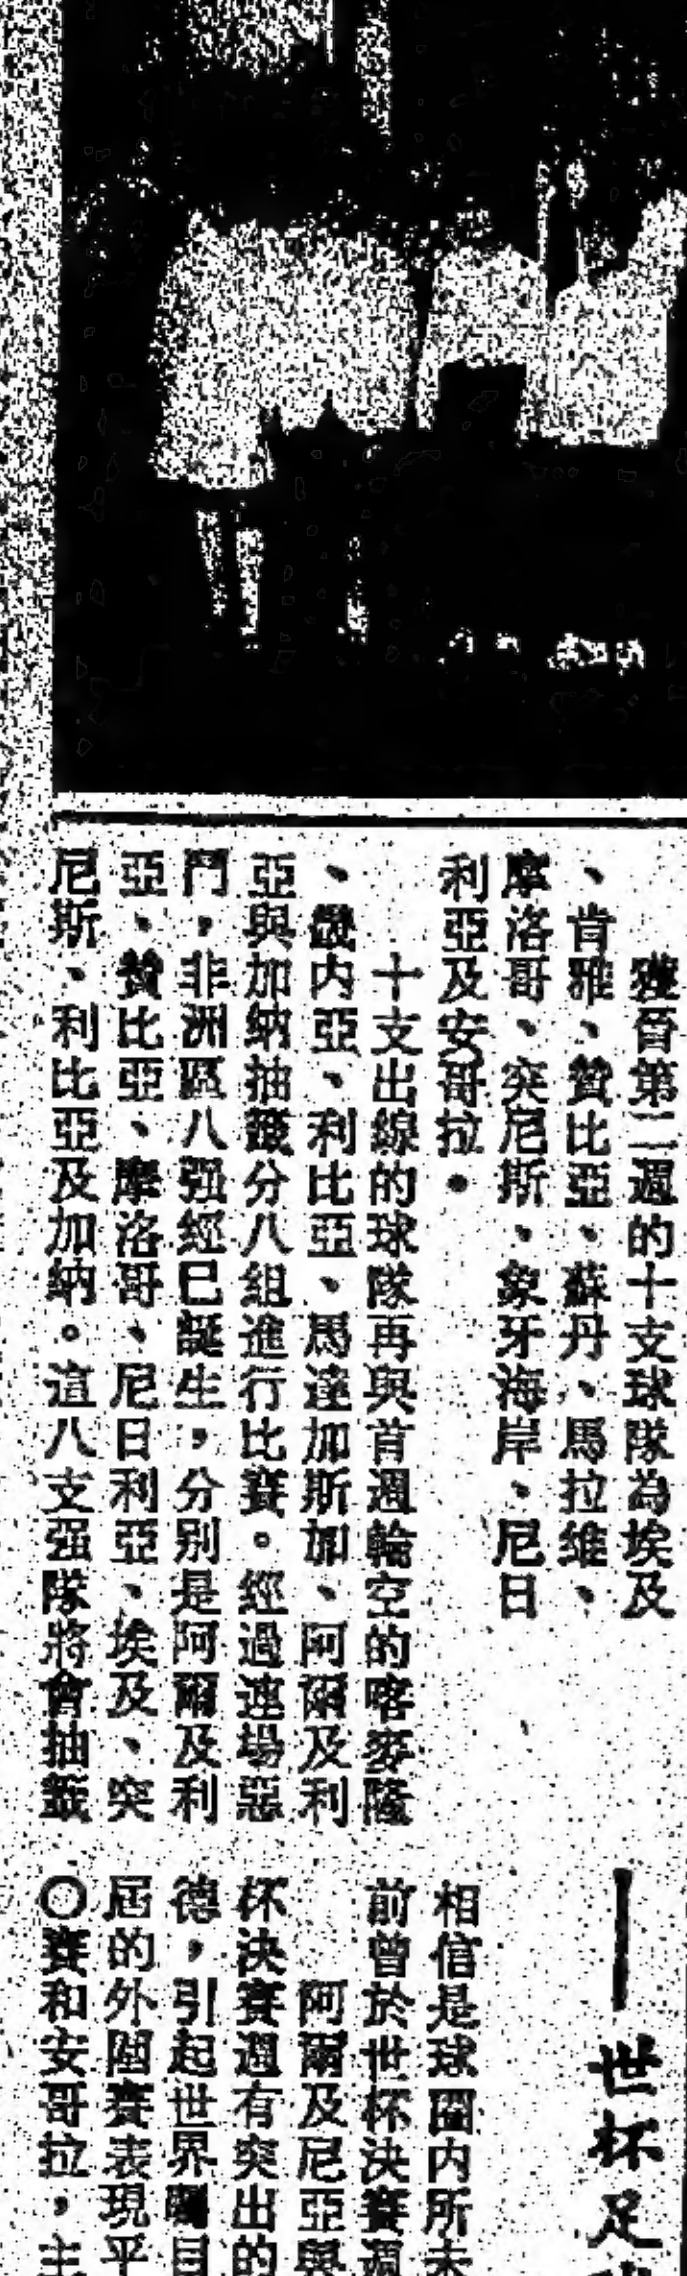 獲晉第二週的十支球隊為埃及
、肯雅、贊比亞、蘇丹、馬拉維、
摩洛哥、突尼斯、象牙海岸、尼日
利亞及安哥拉。
十支出線的球隊再與首週輪空的喀麥隆
、畿内亞、利比亞、馬達加斯加、阿爾及利
亞與加納抽籤分八組進行比賽。經過連場惡
鬥，非洲區八强經已誕生，分別是阿爾及利
亞、贊比亞、摩洛哥、尼日利亞、埃及、突
尼斯、利比亞及加納。這八支强隊將會抽籤
世杯足
相信是球圈内所未
前曾於世杯決賽週
阿爾及尼亞與
杯決賽週有突出的
德，引起世界矚目
屆的外圍賽表現平
〇賽和安哥拉，主